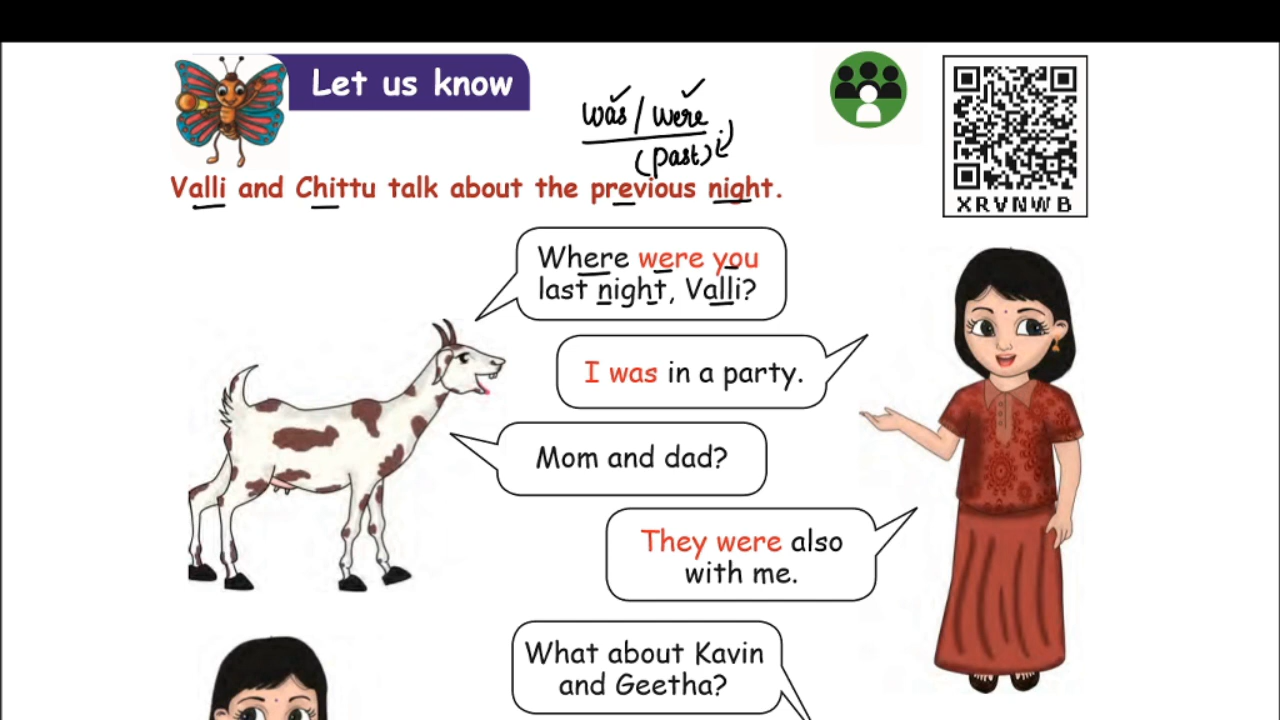 Let us know
was / were
(past)
XRVNWB
Valli and Chittu talk about the previous night.
Where were you
last night, Valli?
I was in a party.
Mom and dad?
They were also
with me.
What about Kavin
and Geetha?